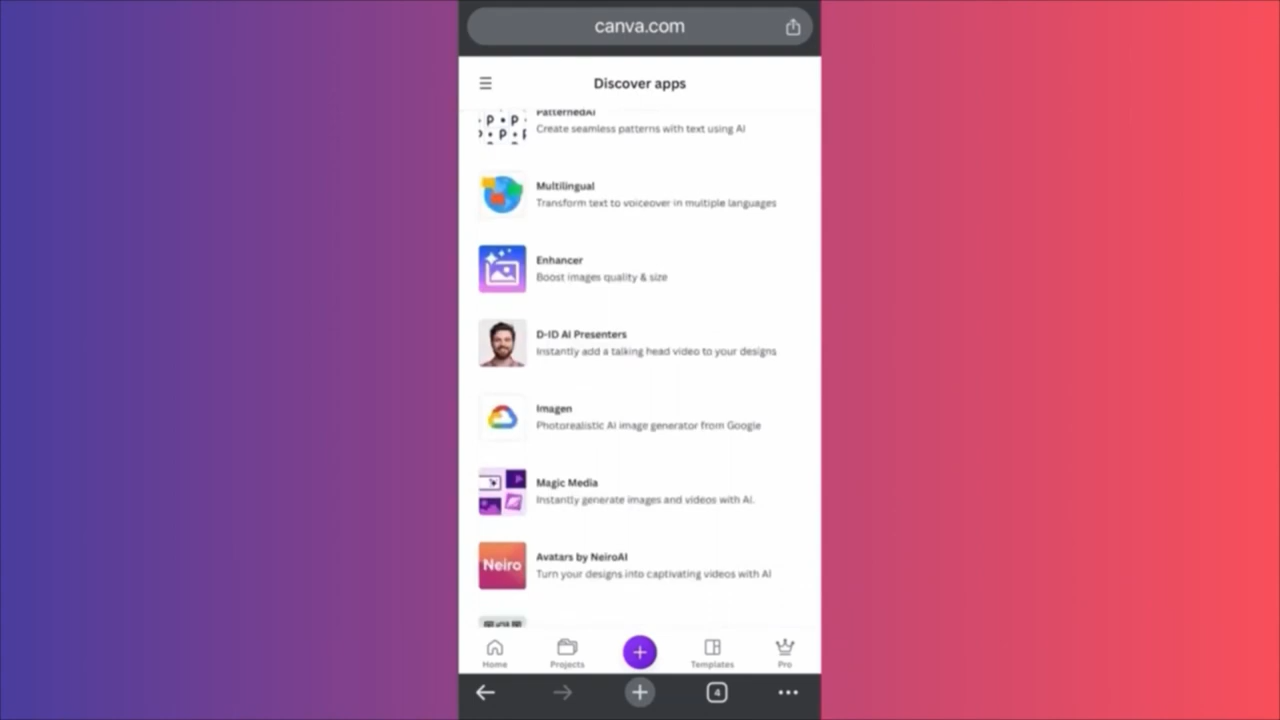 canva.com
Discover apps
PatternedAI
Create seamless patterns with text using AI
Multilingual
Transform text to voiceover in multiple languages
Enhancer
Boost images quality & size
D-ID AI Presenters
Instantly add a talking head video to your designs
Imagen
Photorealistic AI image generator from Google
Magic Media
Instantly generate images and videos with AI.
Neiro
Avatars by NeiroAI
Turn your designs into captivating videos with AI
Home
Projects
Templates
Pro
4